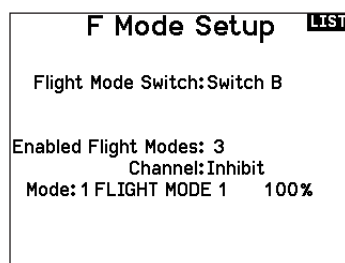 F Mode Setup LIST
Flight Mode Switch: Switch B
Enabled Flight Modes: 3
Channel: Inhibit
Mode: 1 FLIGHT MODE 1 100%